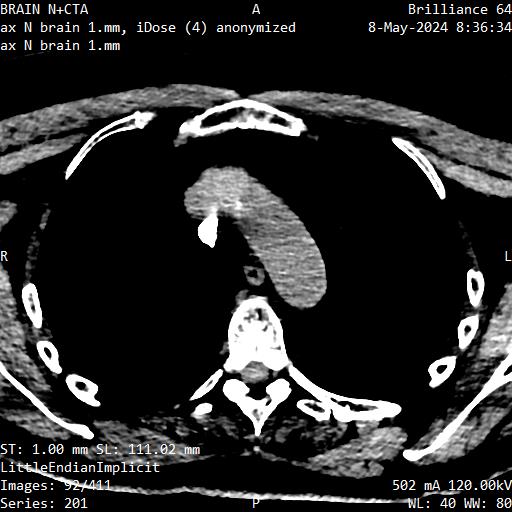 BRAIN N+CTA
ax N brain 1.mm, iDose (4) anonymized
ax N brain 1.mm
A
Brilliance 64
8-May-2024 8:36:34
R
L
ST: 1.00 mm SL: 111.02 mm
LittleEndianImplicit
Images: 92/411
Series: 201
P
502 mA 120.00kV
WL: 40 WW: 80